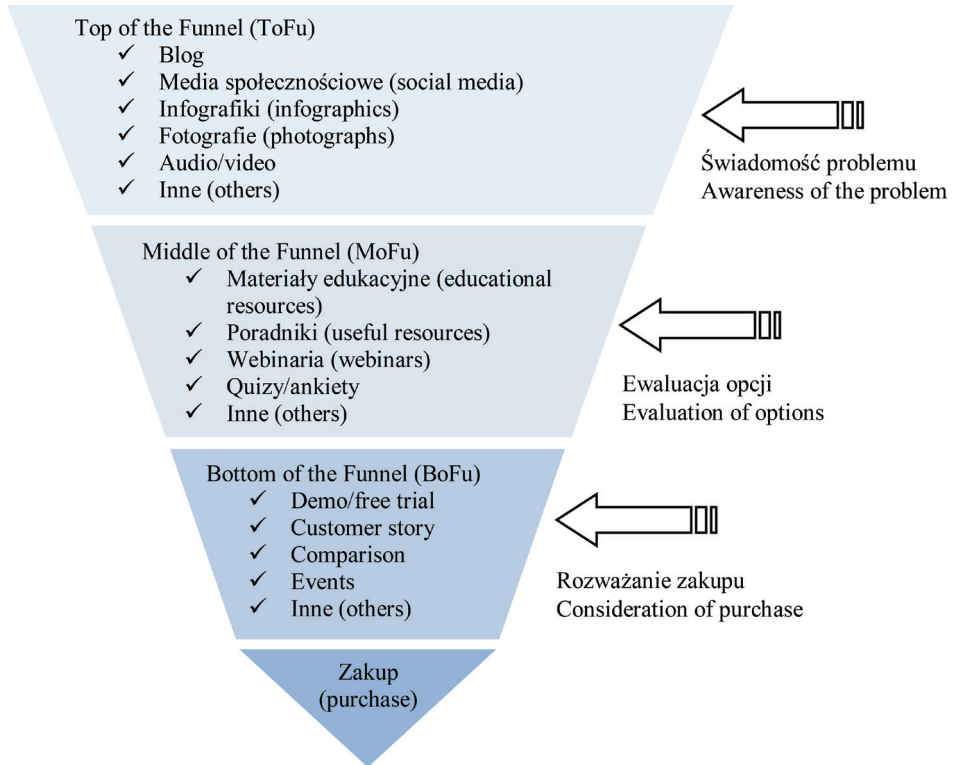 Top of the Funnel (ToFu)
✓ Blog
✓ Media społecznościowe (social media)
✓ Infografiki (infographics)
✓ Fotografie (photographs)
✓ Audio/video
✓ Inne (others)
Świadomość problemu
Awareness of the problem
Middle of the Funnel (MoFu)
✓ Materiały edukacyjne (educational
resources)
✓ Poradniki (useful resources)
✓ Webinaria (webinars)
✓ Quizy/ankiety
✓ Inne (others)
Ewaluacja opcji
Evaluation of options
Bottom of the Funnel (BoFu)
✓ Demo/free trial
✓ Customer story
✓ Comparison
✓ Events
✓ Inne (others)
Rozważanie zakupu
Consideration of purchase
Zakup
(purchase)